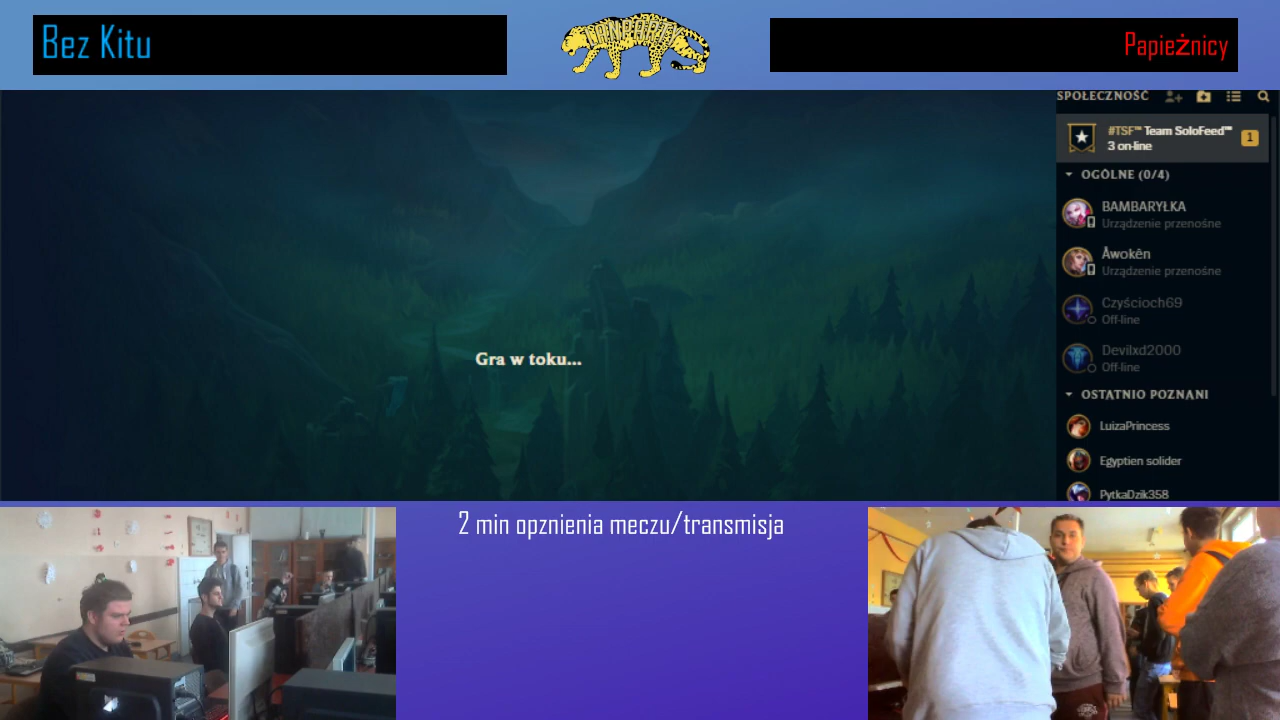 Bez Kitu
LANPARTY
Papieżnicy
SPOŁECZNOŚĆ
#TSF™ Team SoloFeed™
1
3 on-line
OGÓLNE (0/4)
BAMBARYŁKA
Urządzenie przenośne
Åwokên
Urządzenie przenośne
Czyścioch69
Off-line
Devilxd2000
Off-line
OSTATNIO POZNANI
LuizaPrincess
Egyptien solider
PytkaDzik358
Gra w toku...
2 min opznienia meczu/transmisja